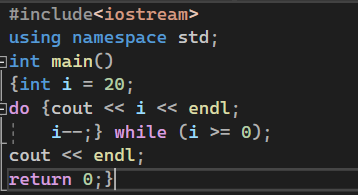 #include<iostream>
using namespace std;
int main()
{int i = 20;
do {cout << i << endl;
    i--;} while (i >= 0);
cout << endl;
return 0;}